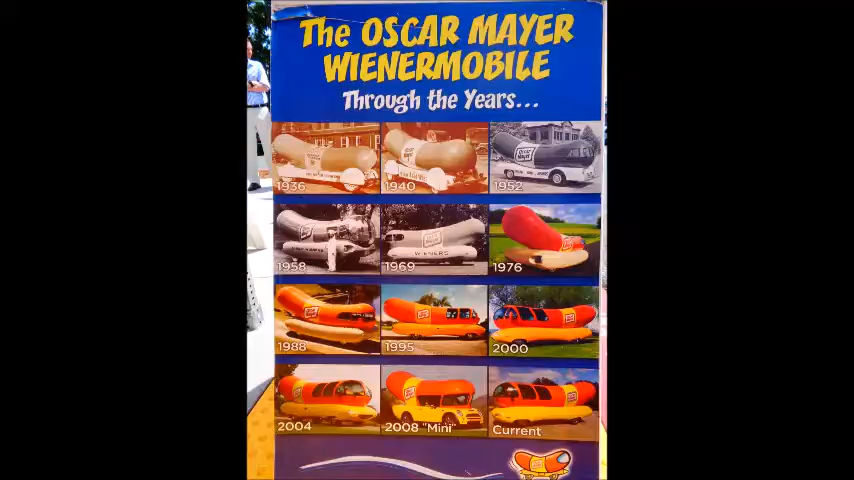 The OSCAR MAYER
WIENERMOBILE
Through the Years...
1936
1940
1952
1958
1969
WIENERS
1976
1988
1995
2000
2004
2008 "Mini"
Current